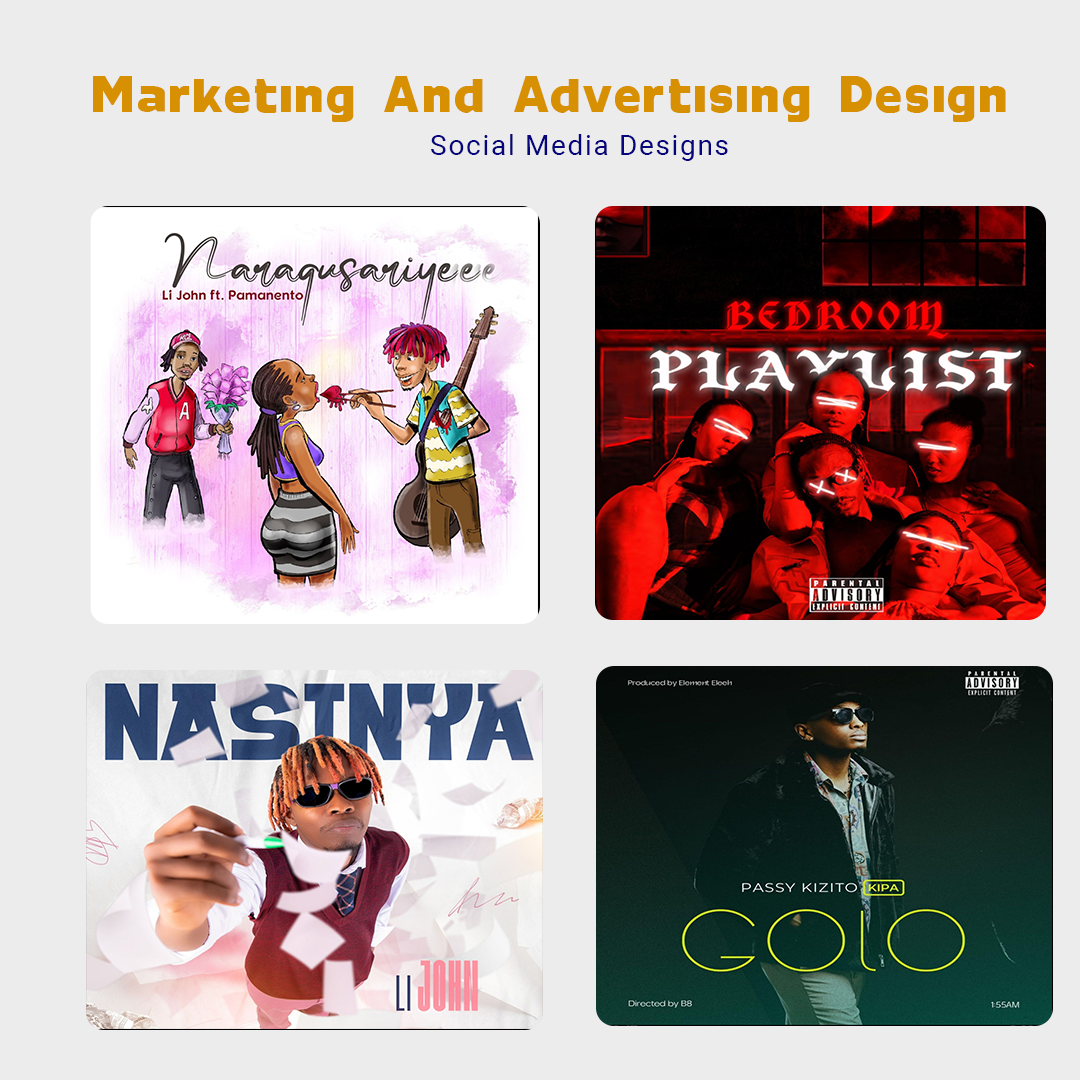 Marketing And Advertising Design
Social Media Designs
Naragusariyeee
Li John ft. Pamanento
A
BEDROOM
PLAYLIST
PARENTAL
ADVISORY
EXPLICIT CONTENT
NASINYA
LI JOHN
Produced by Element Eleeh
PARENTAL
ADVISORY
EXPLICIT CONTENT
PASSY KIZITO KIPA
GOLO
Directed by B8
1:55AM